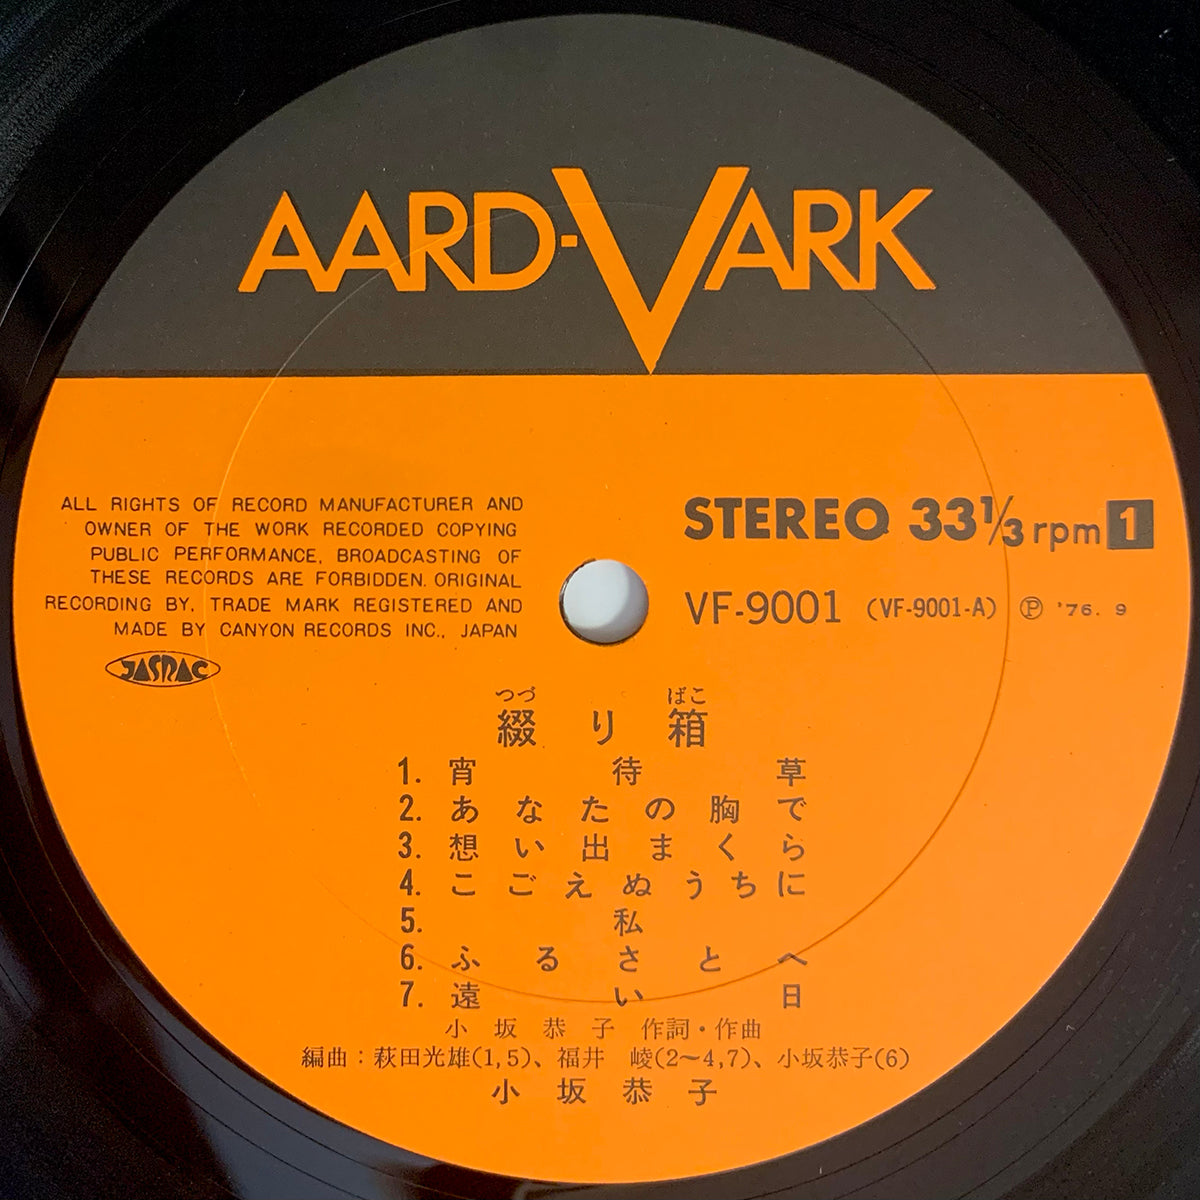 AARD-VARK
ALL RIGHTS OF RECORD MANUFACTURER AND
OWNER OF THE WORK RECORDED COPYING
PUBLIC PERFORMANCE, BROADCASTING OF
THESE RECORDS ARE FORBIDDEN. ORIGINAL
RECORDING BY, TRADE MARK REGISTERED AND
MADE BY CANYON RECORDS INC., JAPAN
JASRAC
STEREO 33⅓ rpm 1
VF-9001 (VF-9001-A) Ⓟ '76. 9
つづ ばこ
綴り箱
1. 宵待草
2. あなたの胸で
3. 想い出まくら
4. こごえぬうちに
5. 私
6. ふるさとへ
7. 遠い日
小坂恭子 作詞・作曲
編曲：萩田光雄(1,5)、福井 崚(2〜4,7)、小坂恭子(6)
小坂恭子